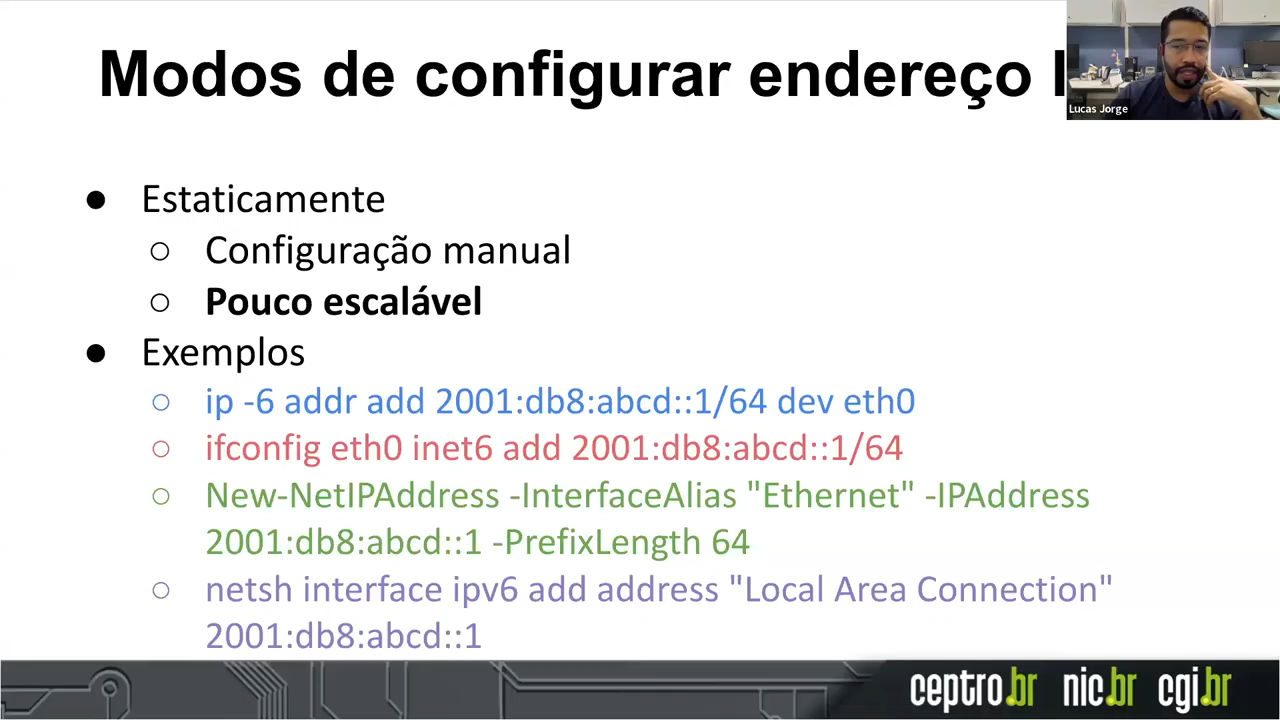 Modos de configurar endereço I
Lucas Jorge
● Estaticamente
○ Configuração manual
○ Pouco escalável
● Exemplos
○ ip -6 addr add 2001:db8:abcd::1/64 dev eth0
○ ifconfig eth0 inet6 add 2001:db8:abcd::1/64
○ New-NetIPAddress -InterfaceAlias "Ethernet" -IPAddress
2001:db8:abcd::1 -PrefixLength 64
○ netsh interface ipv6 add address "Local Area Connection"
2001:db8:abcd::1
ceptro.br nic.br cgi.br